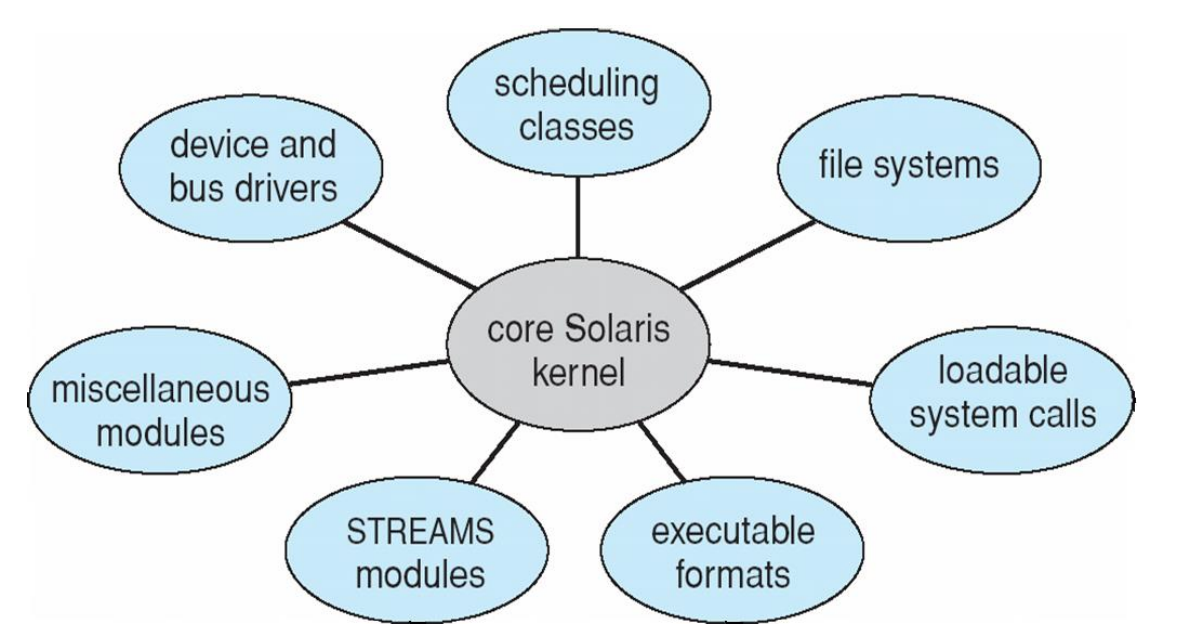 scheduling
classes
device and
bus drivers
file systems
core Solaris
kernel
miscellaneous
modules
loadable
system calls
STREAMS
modules
executable
formats